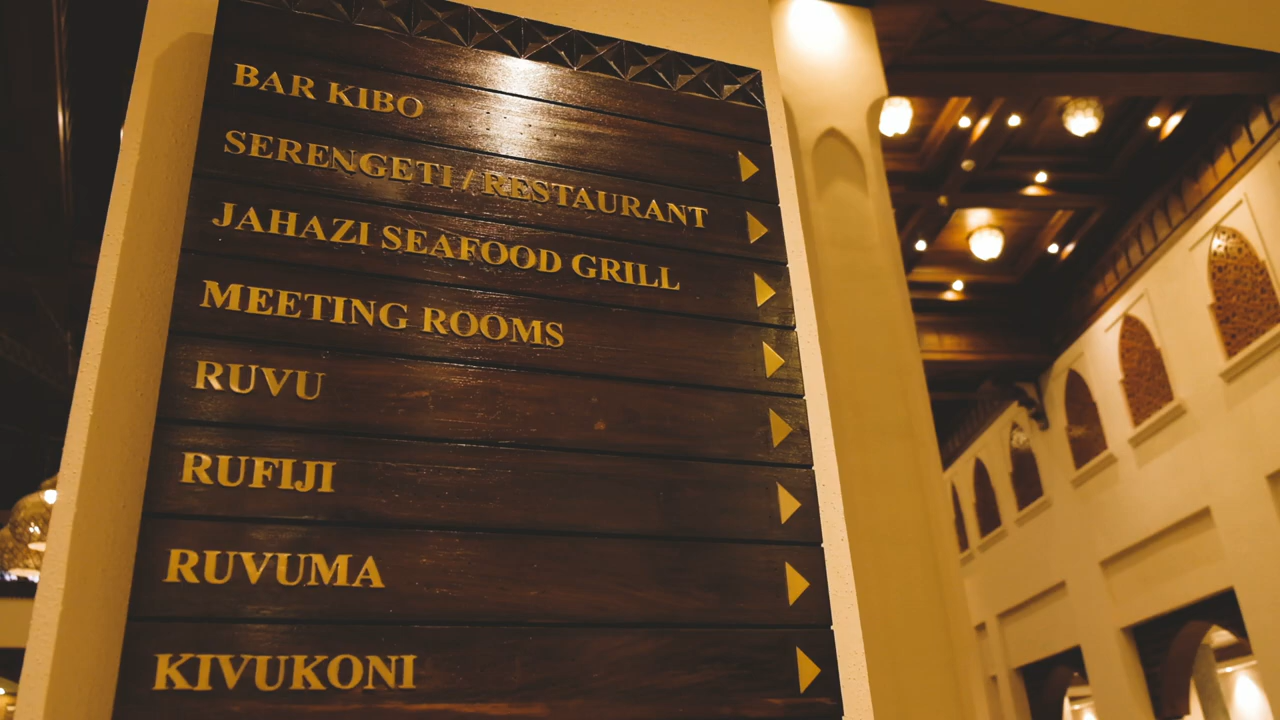 BAR KIBO
SERENGETI / RESTAURANT
JAHAZI SEAFOOD GRILL
MEETING ROOMS
RUVU
RUFIJI
RUVUMA
KIVUKONI